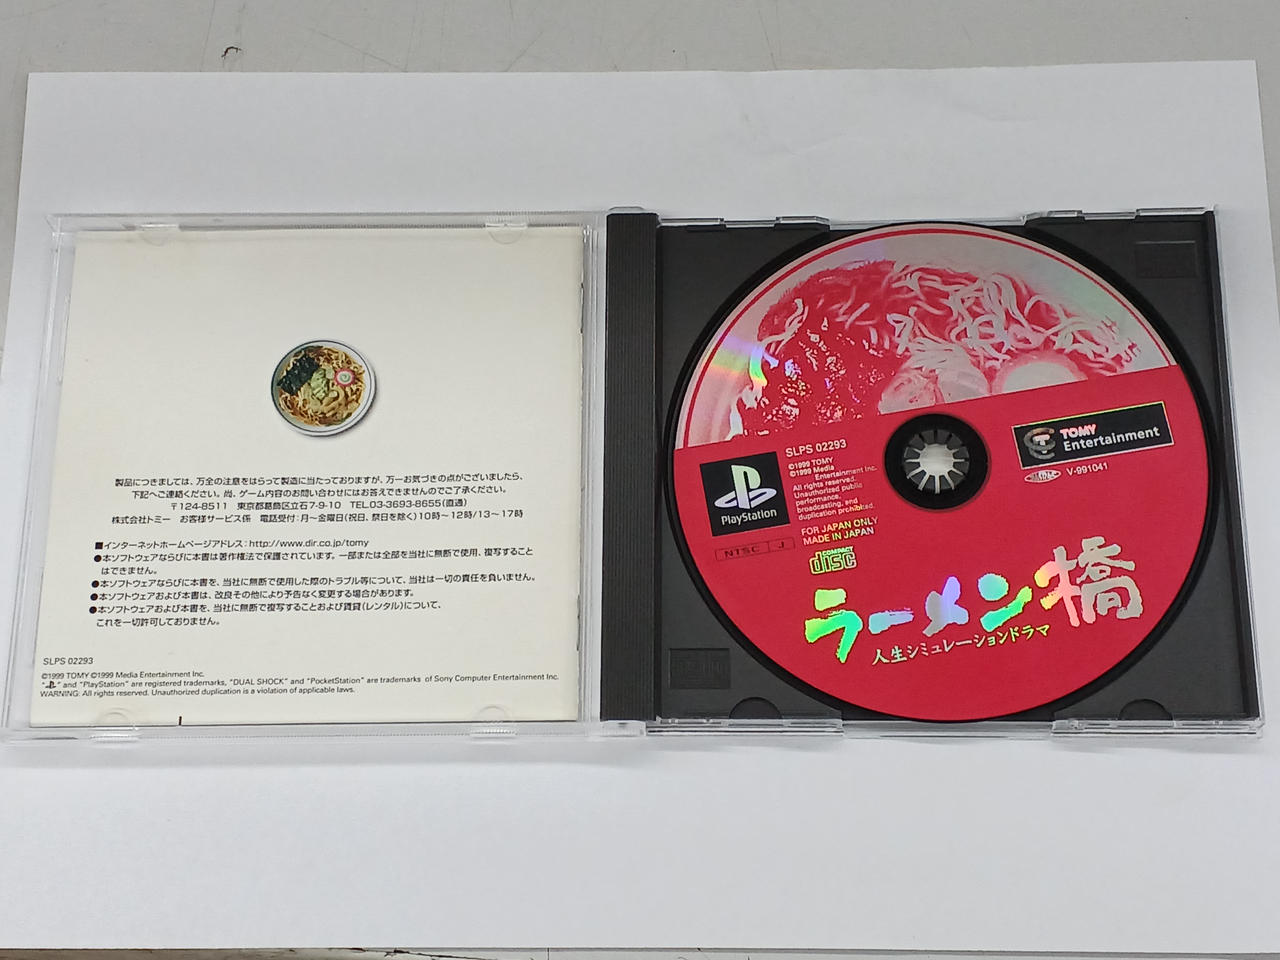 製品につきましては、万全の注意をはらって製造に当たっておりますが、万一お気づきの点がございましたら、
下記へご連絡ください。尚、ゲーム内容のお問い合わせにはお答えできませんのでご了承ください。
〒124-8511 東京都葛飾区立石7-9-10 TEL.03-3693-8655(直通)
株式会社トミー お客様サービス係 電話受付:月〜金曜日(祝日、祭日を除く)10時〜12時/13〜17時
■インターネットホームページアドレス:http://www.dir.co.jp/tomy
●本ソフトウェアならびに本書は著作権法で保護されています。一部または全部を当社に無断で使用、複写すること
はできません。
●本ソフトウェアならびに本書を、当社に無断で使用した際のトラブル等について、当社は一切の責任を負いません。
●本ソフトウェアおよび本書は、改良その他により予告なく変更する場合があります。
●本ソフトウェアおよび本書を、当社に無断で複写することおよび賃貸(レンタル)について、
これを一切許可しておりません。
SLPS 02293
©1999 TOMY ©1999 Media Entertainment Inc.
" " and "PlayStation" are registered trademarks, "DUAL SHOCK" and "PocketStation" are trademarks of Sony Computer Entertainment Inc.
WARNING: All rights reserved. Unauthorized duplication is a violation of applicable laws.
PlayStation
NTSC J
SLPS 02293
©1999 TOMY
©1999 Media
Entertainment Inc.
All rights reserved.
Unauthorized public
performance,
broadcasting, and
duplication prohibited.
FOR JAPAN ONLY
MADE IN JAPAN
COMPACT
disc
TOMY
Entertainment
V-991041
ラーメン橋
人生シミュレーションドラマ